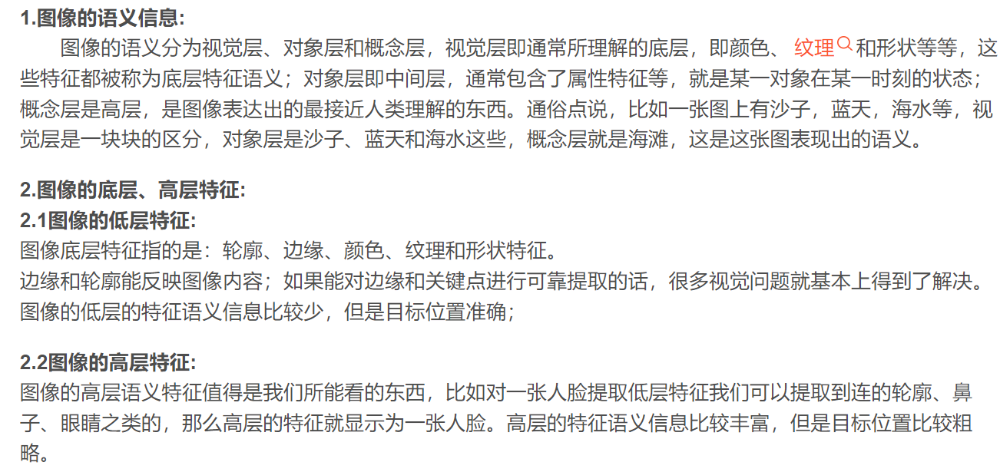 1.图像的语义信息:
图像的语义分为视觉层、对象层和概念层，视觉层即通常所理解的底层，即颜色、 纹理和形状等等，这
些特征都被称为底层特征语义；对象层即中间层，通常包含了属性特征等，就是某一对象在某一时刻的状态；
概念层是高层，是图像表达出的最接近人类理解的东西。通俗点说，比如一张图上有沙子，蓝天，海水等，视
觉层是一块块的区分，对象层是沙子、蓝天和海水这些，概念层就是海滩，这是这张图表现出的语义。
2.图像的底层、高层特征:
2.1图像的低层特征:
图像底层特征指的是：轮廓、边缘、颜色、纹理和形状特征。
边缘和轮廓能反映图像内容；如果能对边缘和关键点进行可靠提取的话，很多视觉问题就基本上得到了解决。
图像的低层的特征语义信息比较少，但是目标位置准确；
2.2图像的高层特征:
图像的高层语义特征值得是我们所能看的东西，比如对一张人脸提取低层特征我们可以提取到连的轮廓、鼻
子、眼睛之类的，那么高层的特征就显示为一张人脸。高层的特征语义信息比较丰富，但是目标位置比较粗
略。